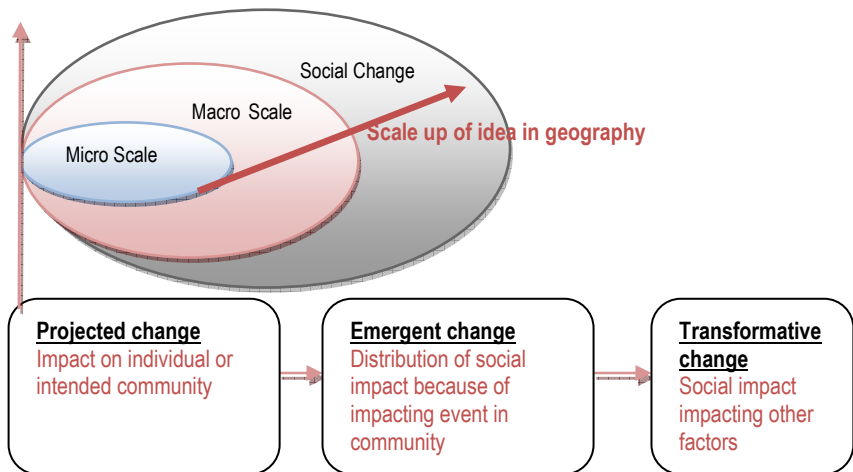 Social Change
Macro Scale
Scale up of idea in geography
Micro Scale
Projected change
Impact on individual or
intended community
Emergent change
Distribution of social
impact because of
impacting event in
community
Transformative
change
Social impact
impacting other
factors